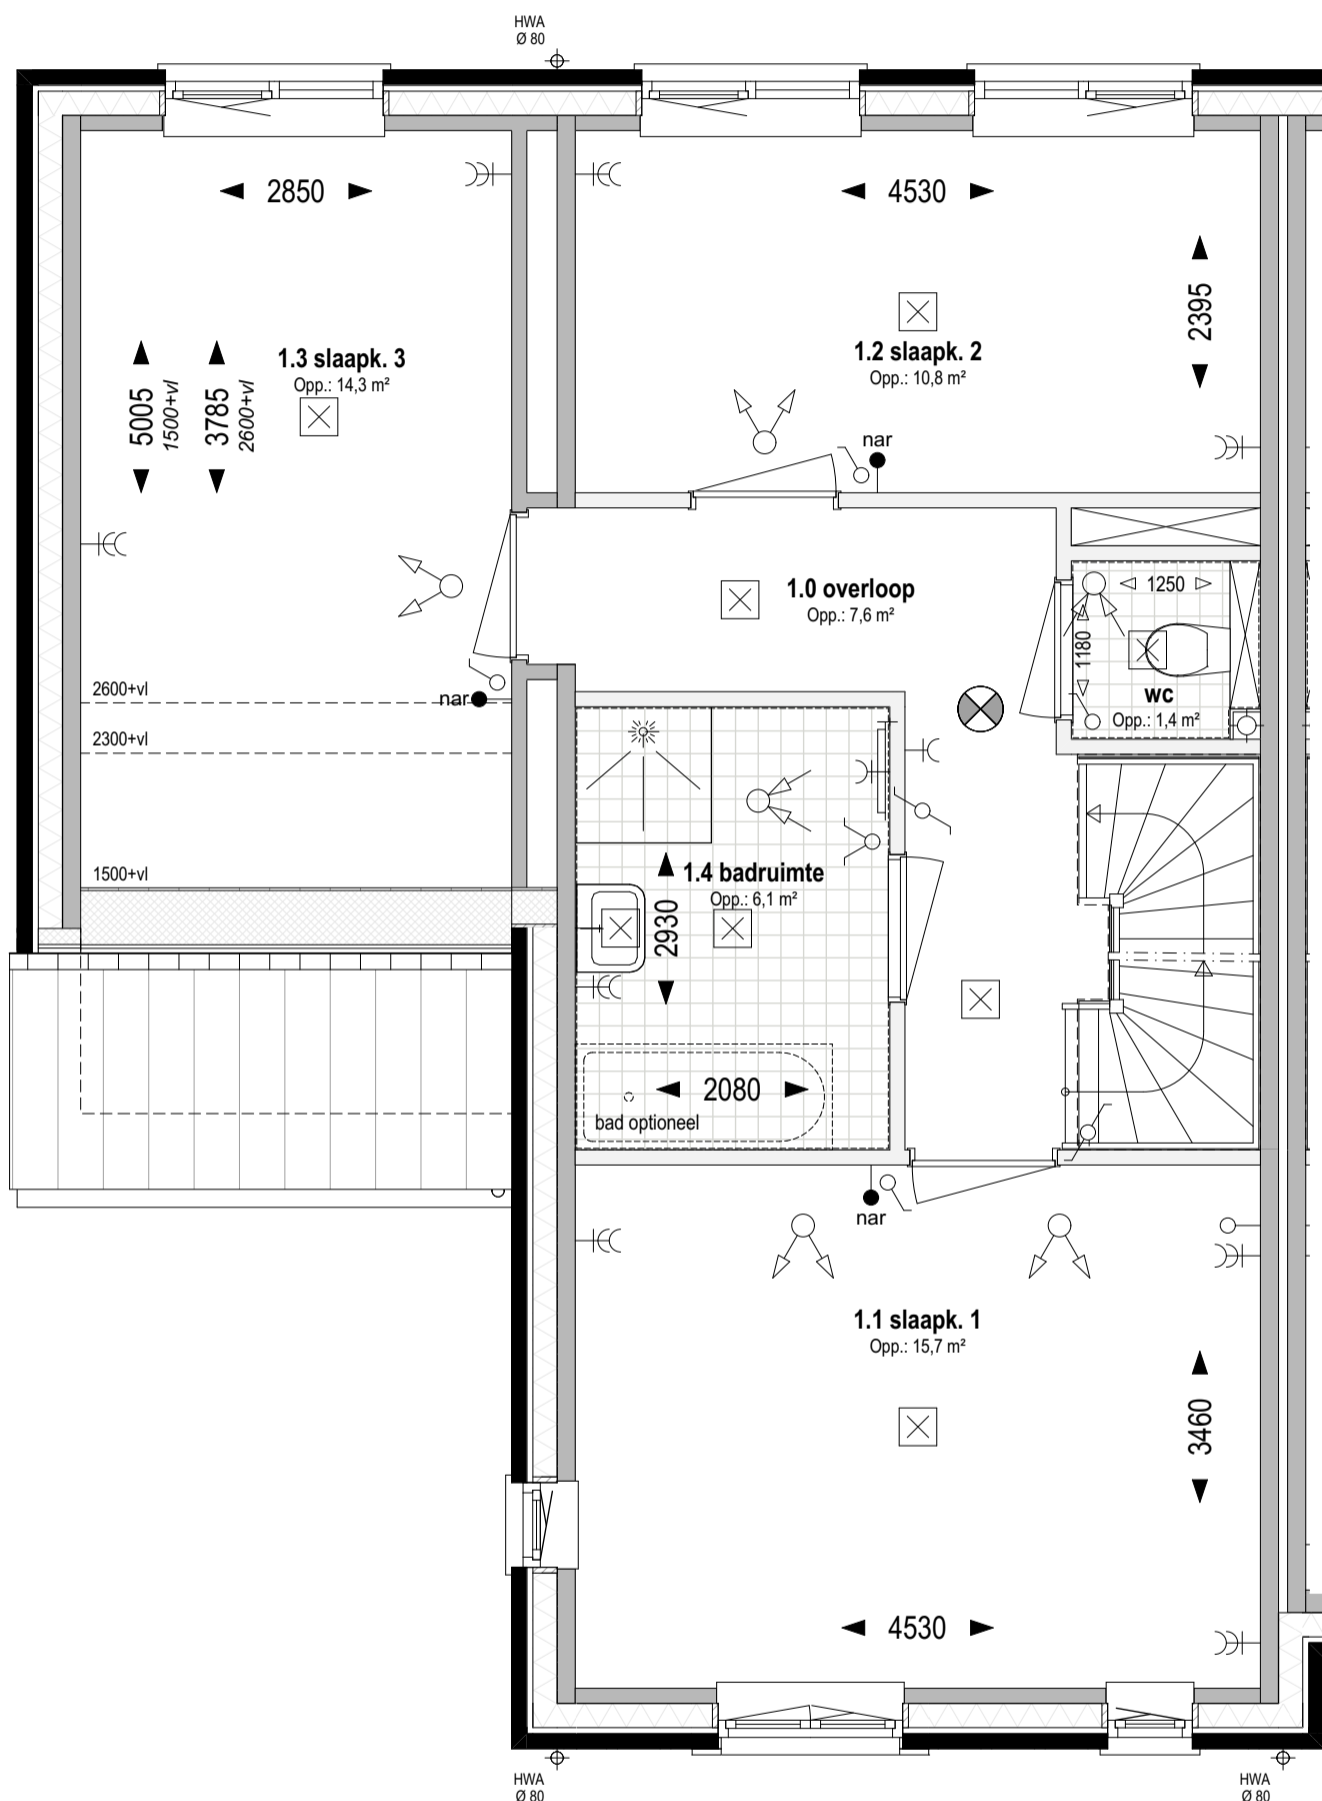 HWA
Ø 80
2850
4530
2395
1.3 slaapk. 3
Opp.: 14,3 m²
1.2 slaapk. 2
Opp.: 10,8 m²
5005
1500+vl
3785
2600+vl
nar
1.0 overloop
Opp.: 7,6 m²
1250
1180
wc
Opp.: 1,4 m²
2600+vl
nar
2300+vl
1500+vl
1.4 badruimte
Opp.: 6,1 m²
2930
2080
bad optioneel
nar
1.1 slaapk. 1
Opp.: 15,7 m²
3460
4530
HWA
Ø 80
HWA
Ø 80